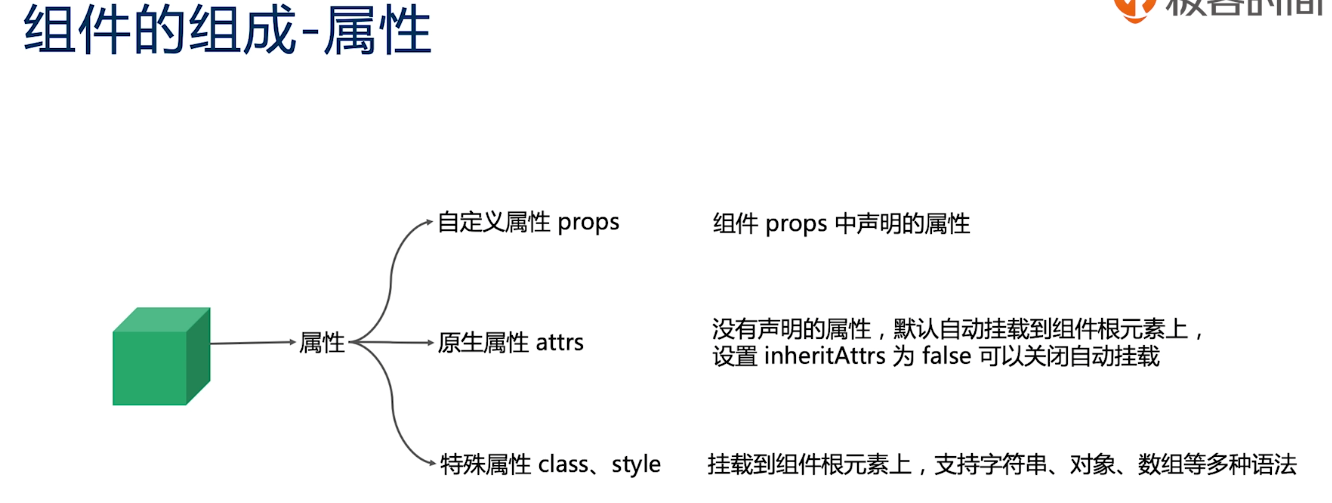 组件的组成-属性
自定义属性 props
组件 props 中声明的属性
属性
原生属性 attrs
没有声明的属性，默认自动挂载到组件根元素上，
设置 inheritAttrs 为 false 可以关闭自动挂载
特殊属性 class、style
挂载到组件根元素上，支持字符串、对象、数组等多种语法